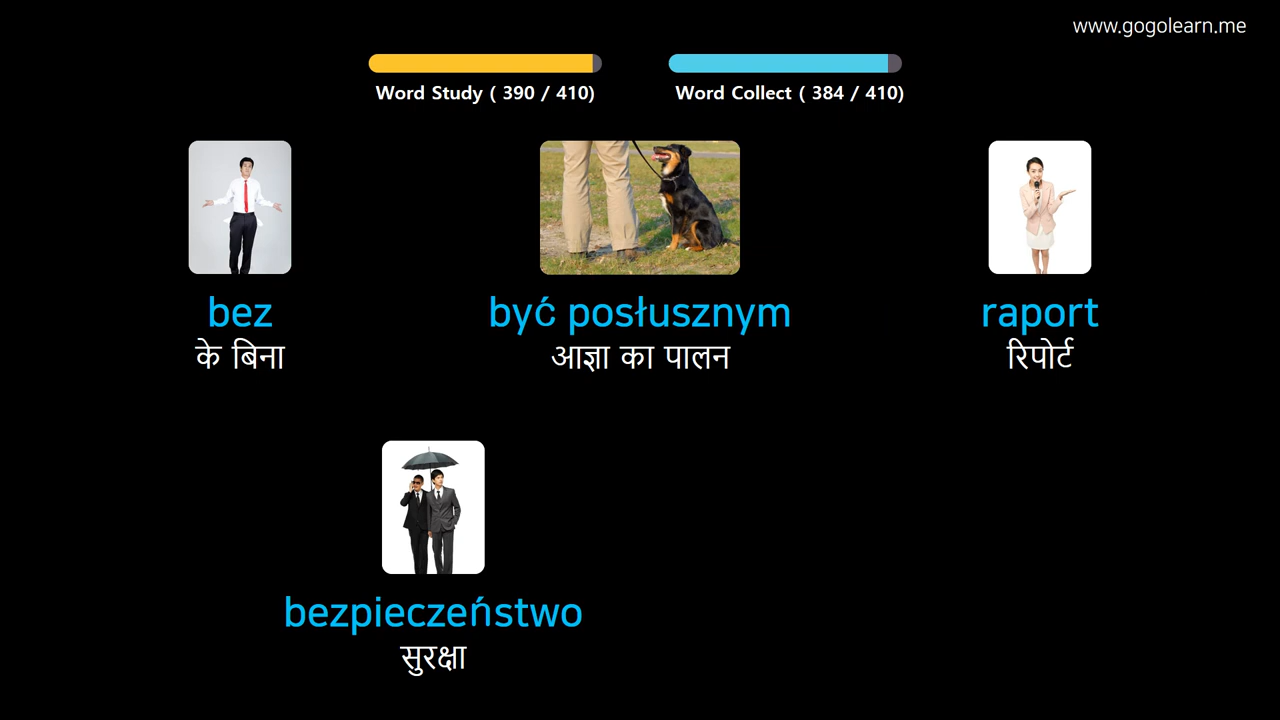 www.gogolearn.me
Word Study ( 390 / 410)
Word Collect ( 384 / 410)
bez
के बिना
być posłusznym
आज्ञा का पालन
raport
रिपोर्ट
bezpieczeństwo
सुरक्षा